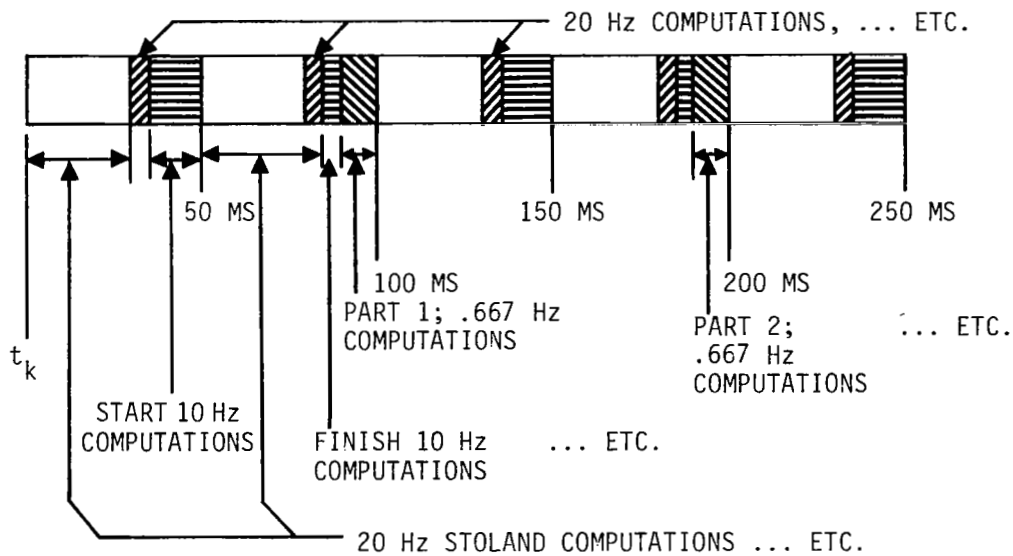 20 Hz COMPUTATIONS, ... ETC.
50 MS
150 MS
250 MS
100 MS
PART 1; .667 Hz
COMPUTATIONS
200 MS
PART 2;
.667 Hz
COMPUTATIONS
... ETC.
t_k
START 10 Hz
COMPUTATIONS
FINISH 10 Hz
COMPUTATIONS
... ETC.
20 Hz STOLAND COMPUTATIONS ... ETC.